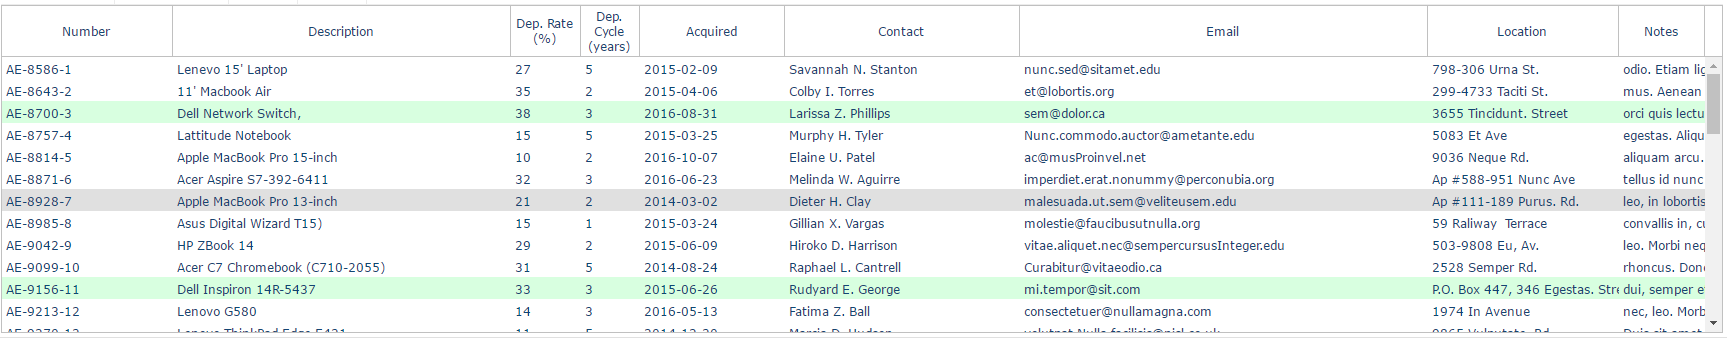 Number Description Dep. Rate (%) Dep. Cycle (years) Acquired Contact Email Location Notes
AE-8586-1 Lenevo 15' Laptop 27 5 2015-02-09 Savannah N. Stanton nunc.sed@sitamet.edu 798-306 Urna St. odio. Etiam lig
AE-8643-2 11' Macbook Air 35 2 2015-04-06 Colby I. Torres et@lobortis.org 299-4733 Taciti St. mus. Aenean
AE-8700-3 Dell Network Switch, 38 3 2016-08-31 Larissa Z. Phillips sem@dolor.ca 3655 Tincidunt. Street orci quis lectu
AE-8757-4 Lattitude Notebook 15 5 2015-03-25 Murphy H. Tyler Nunc.commodo.auctor@ametante.edu 5083 Et Ave egestas. Aliqu
AE-8814-5 Apple MacBook Pro 15-inch 10 2 2016-10-07 Elaine U. Patel ac@musProinvel.net 9036 Neque Rd. aliquam arcu.
AE-8871-6 Acer Aspire S7-392-6411 32 3 2016-06-23 Melinda W. Aguirre imperdiet.erat.nonummy@perconubia.org Ap #588-951 Nunc Ave tellus id nunc
AE-8928-7 Apple MacBook Pro 13-inch 21 2 2014-03-02 Dieter H. Clay malesuada.ut.sem@veliteusem.edu Ap #111-189 Purus. Rd. leo, in lobortis
AE-8985-8 Asus Digital Wizard T15) 15 1 2015-03-24 Gillian X. Vargas molestie@faucibusutnulla.org 59 Raliway Terrace convallis in, cu
AE-9042-9 HP ZBook 14 29 2 2015-06-09 Hiroko D. Harrison vitae.aliquet.nec@sempercursusInteger.edu 503-9808 Eu, Av. leo. Morbi neq
AE-9099-10 Acer C7 Chromebook (C710-2055) 31 5 2014-08-24 Raphael L. Cantrell Curabitur@vitaeodio.ca 2528 Semper Rd. rhoncus. Done
AE-9156-11 Dell Inspiron 14R-5437 33 3 2015-06-26 Rudyard E. George mi.tempor@sit.com P.O. Box 447, 346 Egestas. Stre dui, semper e
AE-9213-12 Lenovo G580 14 3 2016-05-13 Fatima Z. Ball consectetuer@nullamagna.com 1974 In Avenue nec, leo. Morb